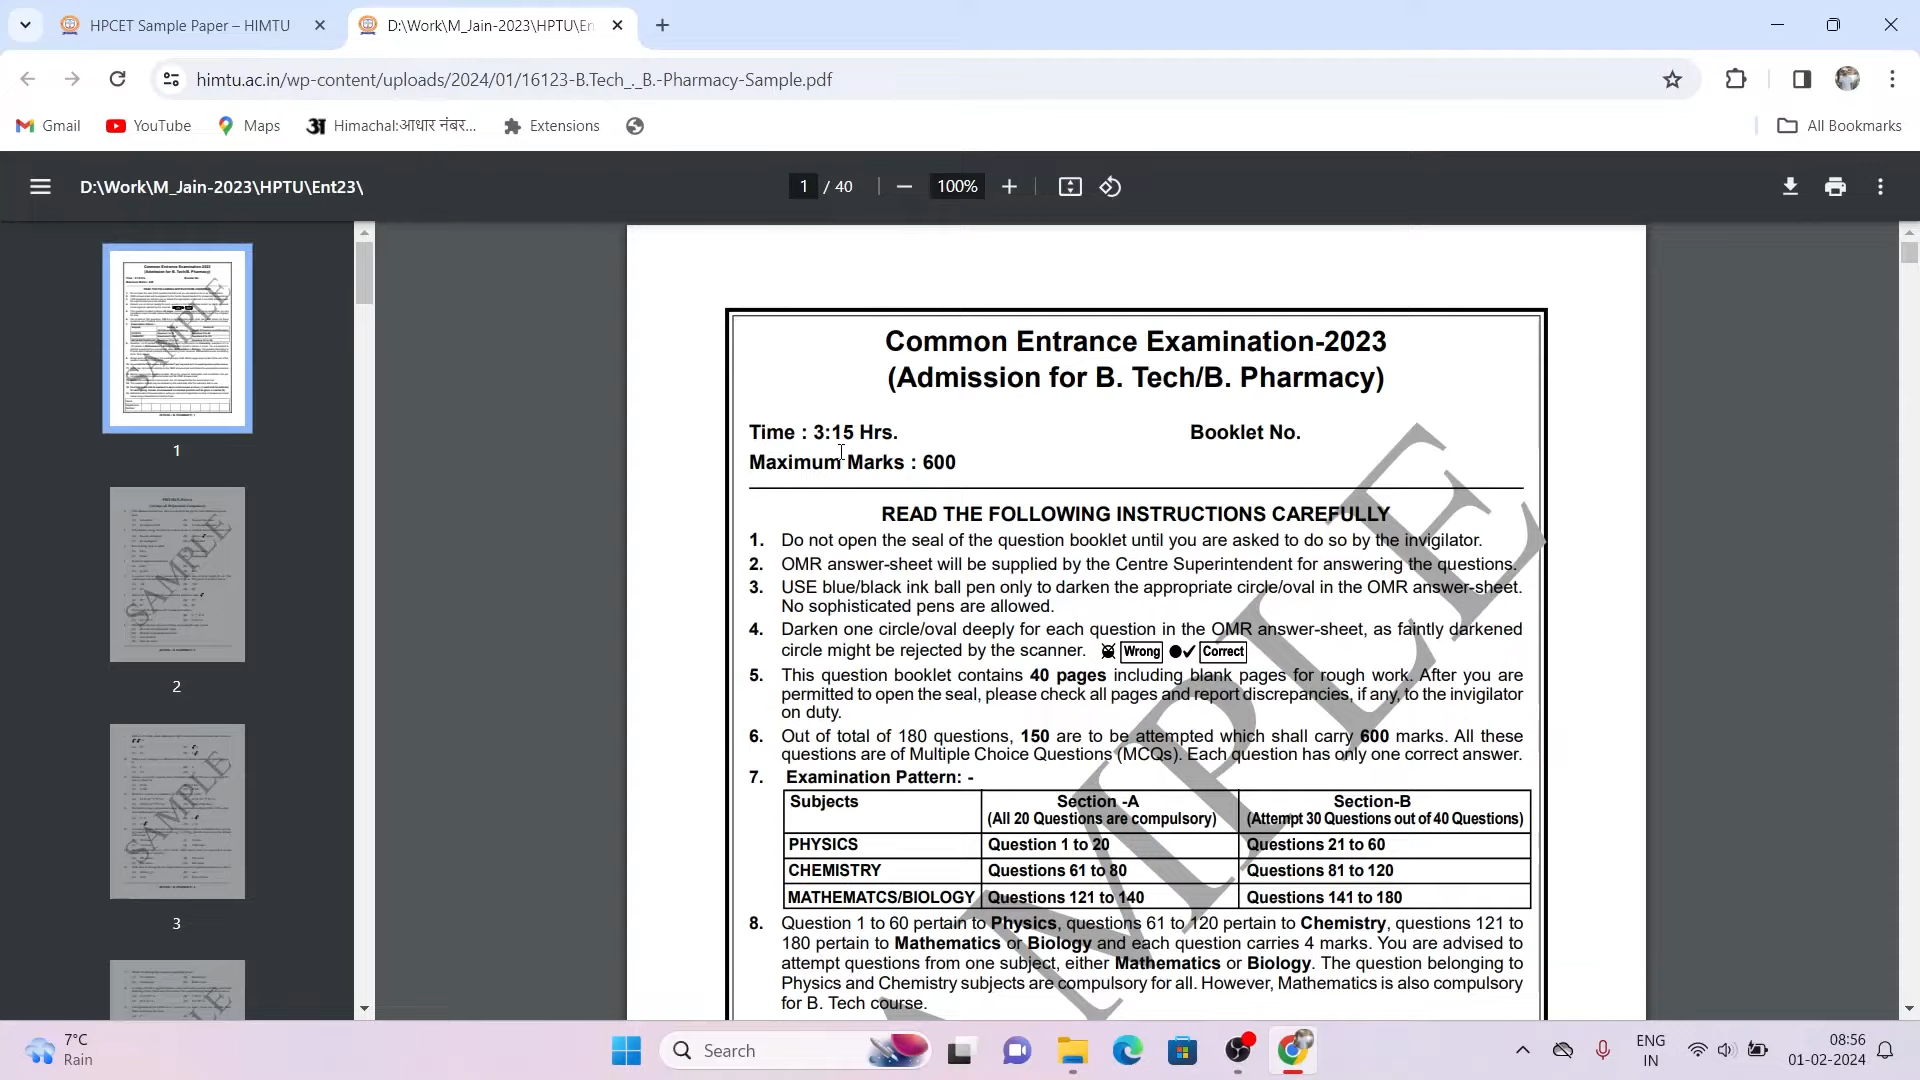 HPCET Sample Paper – HIMTU
D:\Work\M_Jain-2023\HPTU\En
himtu.ac.in/wp-content/uploads/2024/01/16123-B.Tech_._B.-Pharmacy-Sample.pdf
Gmail YouTube Maps Himachal:आधार नंबर... Extensions All Bookmarks
D:\Work\M_Jain-2023\HPTU\Ent23\ 1 / 40 100%
1
2
3
SAMPLE
Common Entrance Examination-2023
(Admission for B. Tech/B. Pharmacy)
Time : 3:15 Hrs. Booklet No.
Maximum Marks : 600
READ THE FOLLOWING INSTRUCTIONS CAREFULLY
1. Do not open the seal of the question booklet until you are asked to do so by the invigilator.
2. OMR answer-sheet will be supplied by the Centre Superintendent for answering the questions.
3. USE blue/black ink ball pen only to darken the appropriate circle/oval in the OMR answer-sheet.
No sophisticated pens are allowed.
4. Darken one circle/oval deeply for each question in the OMR answer-sheet, as faintly darkened
circle might be rejected by the scanner. Wrong ✓ Correct
5. This question booklet contains 40 pages including blank pages for rough work. After you are
permitted to open the seal, please check all pages and report discrepancies, if any, to the invigilator
on duty.
6. Out of total of 180 questions, 150 are to be attempted which shall carry 600 marks. All these
questions are of Multiple Choice Questions (MCQs). Each question has only one correct answer.
7. Examination Pattern: -
Subjects Section -A Section-B
(All 20 Questions are compulsory) (Attempt 30 Questions out of 40 Questions)
PHYSICS Question 1 to 20 Questions 21 to 60
CHEMISTRY Questions 61 to 80 Questions 81 to 120
MATHEMATCS/BIOLOGY Questions 121 to 140 Questions 141 to 180
8. Question 1 to 60 pertain to Physics, questions 61 to 120 pertain to Chemistry, questions 121 to
180 pertain to Mathematics or Biology and each question carries 4 marks. You are advised to
attempt questions from one subject, either Mathematics or Biology. The question belonging to
Physics and Chemistry subjects are compulsory for all. However, Mathematics is also compulsory
for B. Tech course.
7°C
Rain
Search
ENG
IN
08:56
01-02-2024